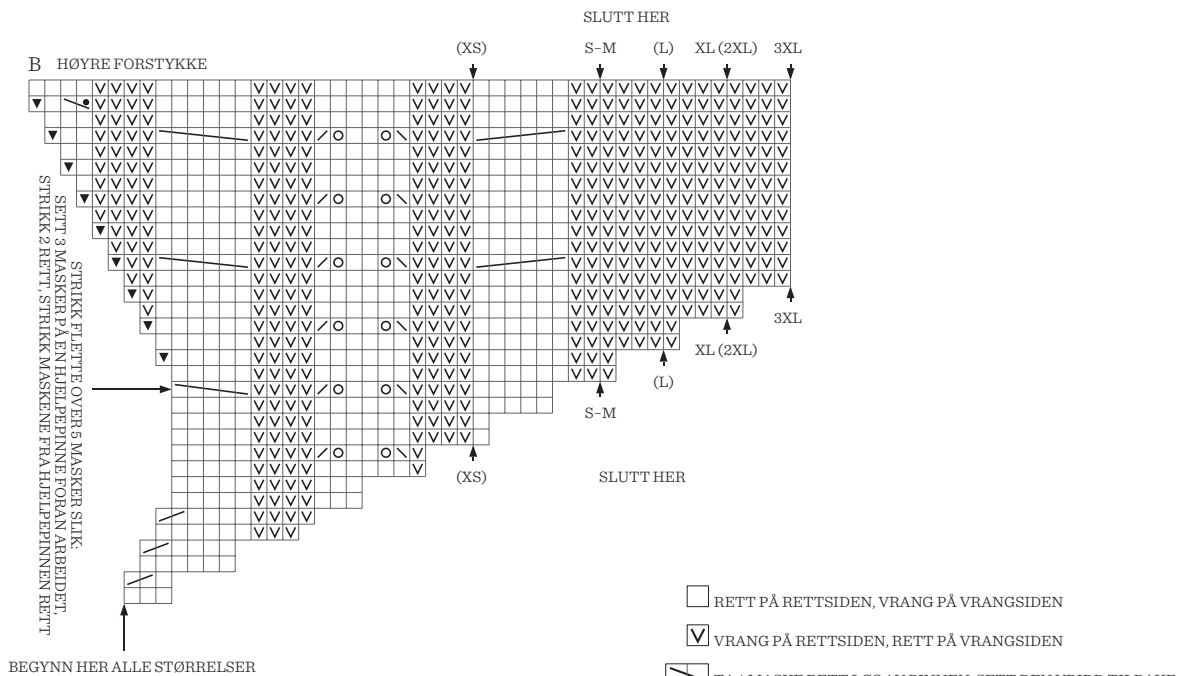 SLUTT HER
(XS)
S-M
(L)
XL (2XL)
3XL
B HØYRE FORSTYKKE
STRIKK FLETTE OVER 5 MASKER SLIK:
SETT 3 MASKER PÅ EN HJELPEPINNE FORAN ARBEIDET,
STRIKK 2 RETT, STRIKK MASKENE FRA HJELPEPINNEN RETT
3XL
XL (2XL)
(L)
S-M
(XS)
SLUTT HER
RETT PÅ RETTSIDEN, VRANG PÅ VRANGSIDEN
VRANG PÅ RETTSIDEN, RETT PÅ VRANGSIDEN
BEGYNN HER ALLE STØRRELSER